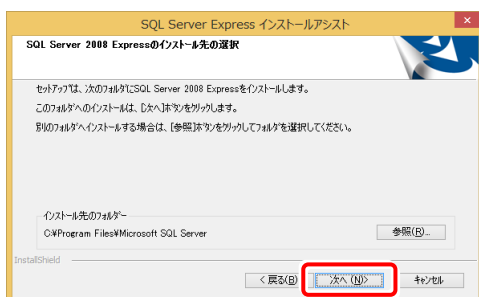 SQL Server Express インストールアシスト
SQL Server 2008 Expressのインストール先の選択
セットアップは、次のフォルダにSQL Server 2008 Expressをインストールします。
このフォルダへのインストールは、[次へ]ボタンをクリックします。
別のフォルダへインストールする場合は、[参照]ボタンをクリックしてフォルダを選択してください。
インストール先のフォルダー
C:¥Program Files¥Microsoft SQL Server
参照(R)...
InstallShield
< 戻る(B)
次へ (N)>
キャンセル